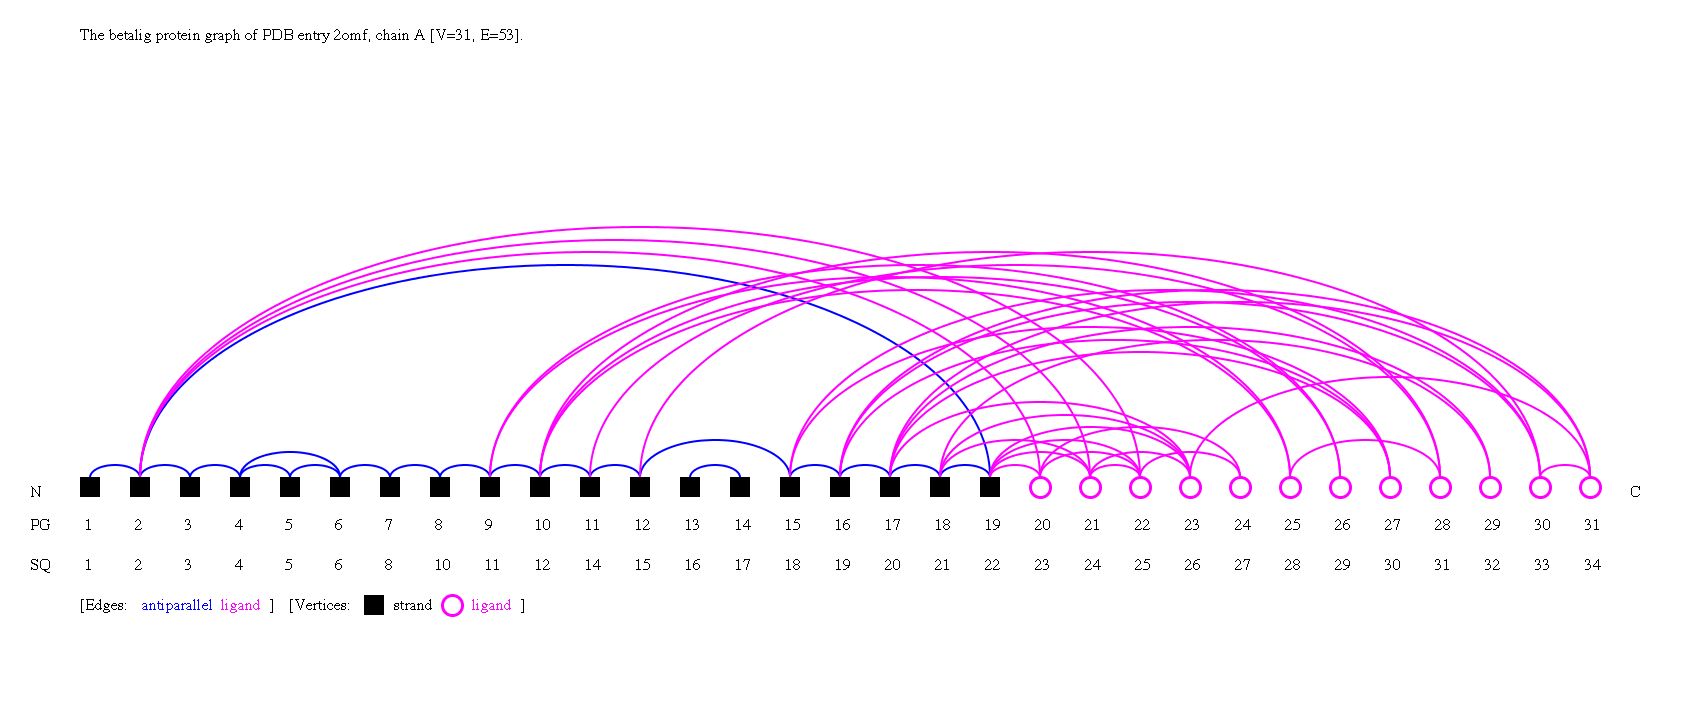 The betalig protein graph of PDB entry 2omf, chain A [V=31, E=53].
N C
PG 1 2 3 4 5 6 7 8 9 10 11 12 13 14 15 16 17 18 19 20 21 22 23 24 25 26 27 28 29 30 31
SQ 1 2 3 4 5 6 8 10 11 12 14 15 16 17 18 19 20 21 22 23 24 25 26 27 28 29 30 31 32 33 34
[Edges: antiparallel ligand ] [Vertices: strand ligand ]